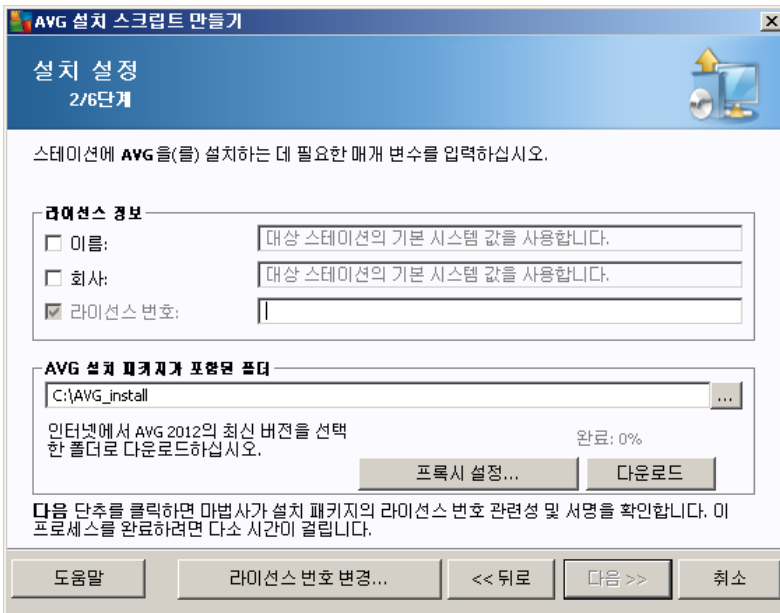 AVG 설치 스크립트 만들기
설치 설정
2/6단계
스테이션에 AVG을(를) 설치하는 데 필요한 매개 변수를 입력하십시오.
라이선스 정보
이름:
대상 스테이션의 기본 시스템 값을 사용합니다.
회사:
대상 스테이션의 기본 시스템 값을 사용합니다.
라이선스 번호:
AVG 설치 패키지가 포함된 폴더
C:\AVG_install
...
인터넷에서 AVG 2012의 최신 버전을 선택
한 폴더로 다운로드하십시오.
완료: 0%
프록시 설정...
다운로드
다음 단추를 클릭하면 마법사가 설치 패키지의 라이선스 번호 관련성 및 서명을 확인합니다. 이
프로세스를 완료하려면 다소 시간이 걸립니다.
도움말
라이선스 번호 변경...
<< 뒤로
다음 >>
취소